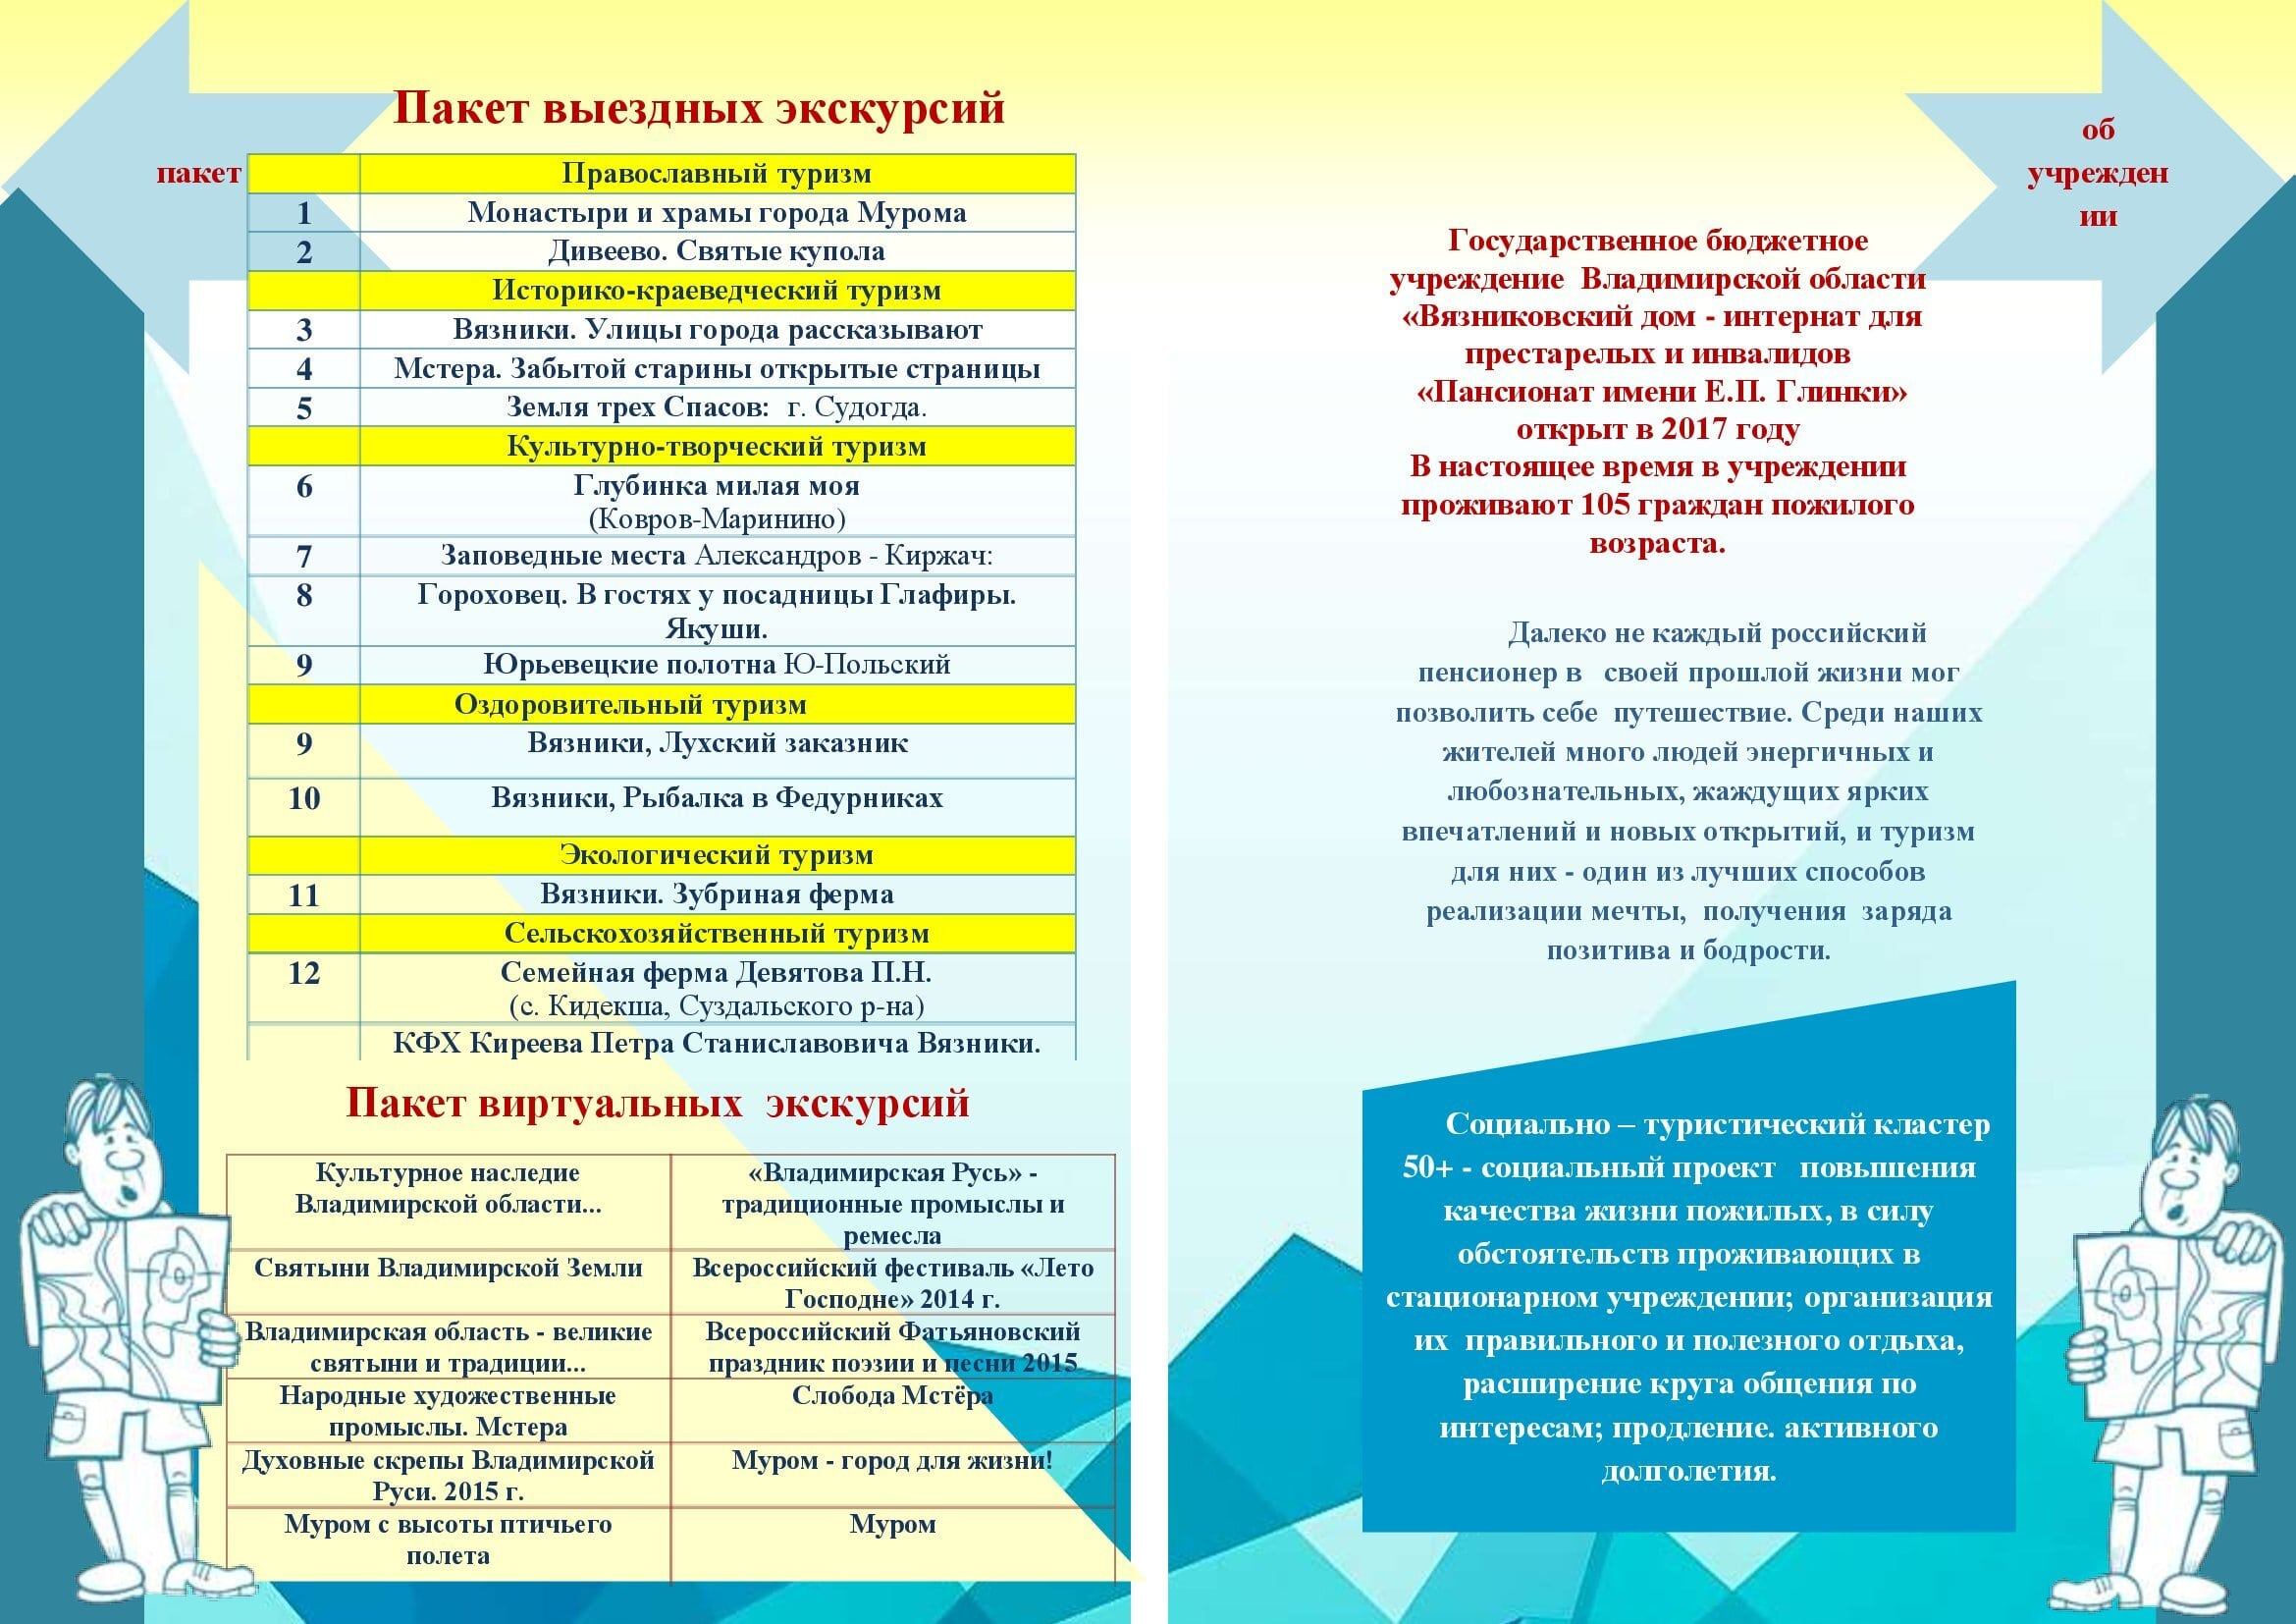 Пакет выездных экскурсий
пакет
Православный туризм
1 Монастыри и храмы города Мурома
2 Дивеево. Святые купола
Историко-краеведческий туризм
3 Вязники. Улицы города рассказывают
4 Мстера. Забытой старины открытые страницы
5 Земля трех Спасов: г. Судогда.
Культурно-творческий туризм
6 Глубинка милая моя
(Ковров-Маринино)
7 Заповедные места Александров - Киржач:
8 Гороховец. В гостях у посадницы Глафиры.
Якуши.
9 Юрьевецкие полотна Ю-Польский
Оздоровительный туризм
9 Вязники, Лухский заказник
10 Вязники, Рыбалка в Федурниках
Экологический туризм
11 Вязники. Зубриная ферма
Сельскохозяйственный туризм
12 Семейная ферма Девятова П.Н.
(с. Кидекша, Суздальского р-на)
КФХ Киреева Петра Станиславовича Вязники.
Пакет виртуальных экскурсий
Культурное наследие
Владимирской области...
«Владимирская Русь» -
традиционные промыслы и
ремесла
Святыни Владимирской Земли
Всероссийский фестиваль «Лето
Господне» 2014 г.
Владимирская область - великие
святыни и традиции...
Всероссийский Фатьяновский
праздник поэзии и песни 2015
Народные художественные
промыслы. Мстера
Слобода Мстёра
Духовные скрепы Владимирской
Руси. 2015 г.
Муром - город для жизни!
Муром с высоты птичьего
полета
Муром
об
учрежден
ии
Государственное бюджетное
учреждение Владимирской области
«Вязниковский дом - интернат для
престарелых и инвалидов
«Пансионат имени Е.П. Глинки»
открыт в 2017 году
В настоящее время в учреждении
проживают 105 граждан пожилого
возраста.
Далеко не каждый российский
пенсионер в своей прошлой жизни мог
позволить себе путешествие. Среди наших
жителей много людей энергичных и
любознательных, жаждущих ярких
впечатлений и новых открытий, и туризм
для них - один из лучших способов
реализации мечты, получения заряда
позитива и бодрости.
Социально – туристический кластер
50+ - социальный проект повышения
качества жизни пожилых, в силу
обстоятельств проживающих в
стационарном учреждении; организация
их правильного и полезного отдыха,
расширение круга общения по
интересам; продление. активного
долголетия.